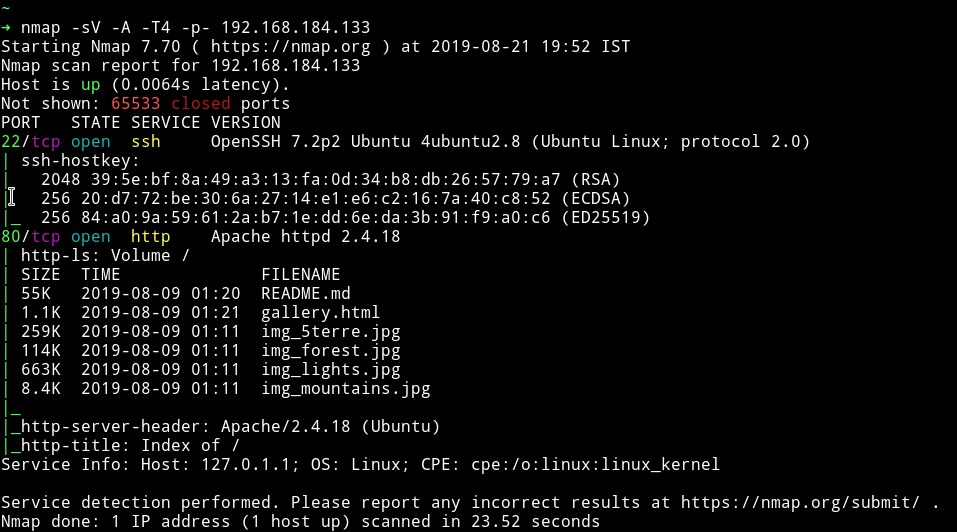 ~
→ nmap -sV -A -T4 -p- 192.168.184.133
Starting Nmap 7.70 ( https://nmap.org ) at 2019-08-21 19:52 IST
Nmap scan report for 192.168.184.133
Host is up (0.0064s latency).
Not shown: 65533 closed ports
PORT   STATE SERVICE VERSION
22/tcp open  ssh     OpenSSH 7.2p2 Ubuntu 4ubuntu2.8 (Ubuntu Linux; protocol 2.0)
| ssh-hostkey:
|   2048 39:5e:bf:8a:49:a3:13:fa:0d:34:b8:db:26:57:79:a7 (RSA)
|   256 20:d7:72:be:30:6a:27:14:e1:e6:c2:16:7a:40:c8:52 (ECDSA)
|_  256 84:a0:9a:59:61:2a:b7:1e:dd:6e:da:3b:91:f9:a0:c6 (ED25519)
80/tcp open  http    Apache httpd 2.4.18
| http-ls: Volume /
| SIZE  TIME              FILENAME
| 55K   2019-08-09 01:20  README.md
| 1.1K  2019-08-09 01:21  gallery.html
| 259K  2019-08-09 01:11  img_5terre.jpg
| 114K  2019-08-09 01:11  img_forest.jpg
| 663K  2019-08-09 01:11  img_lights.jpg
| 8.4K  2019-08-09 01:11  img_mountains.jpg
|_
|_http-server-header: Apache/2.4.18 (Ubuntu)
|_http-title: Index of /
Service Info: Host: 127.0.1.1; OS: Linux; CPE: cpe:/o:linux:linux_kernel

Service detection performed. Please report any incorrect results at https://nmap.org/submit/ .
Nmap done: 1 IP address (1 host up) scanned in 23.52 seconds